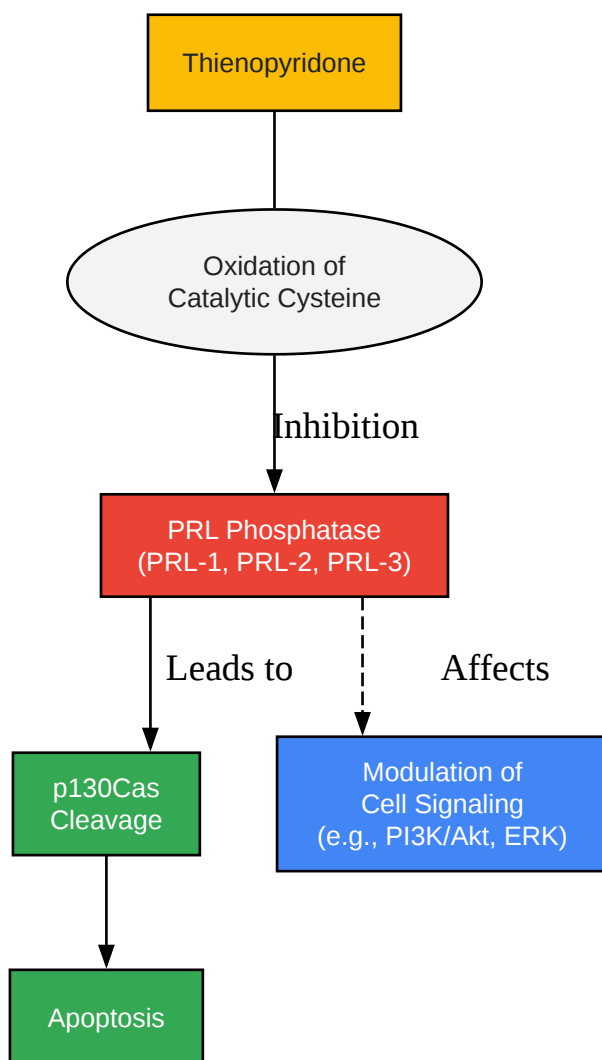 Thienopyridone
Oxidation of
Catalytic Cysteine
Inhibition
PRL Phosphatase
(PRL-1, PRL-2, PRL-3)
Leads to
Affects
p130Cas
Cleavage
Modulation of
Cell Signaling
(e.g., PI3K/Akt, ERK)
Apoptosis